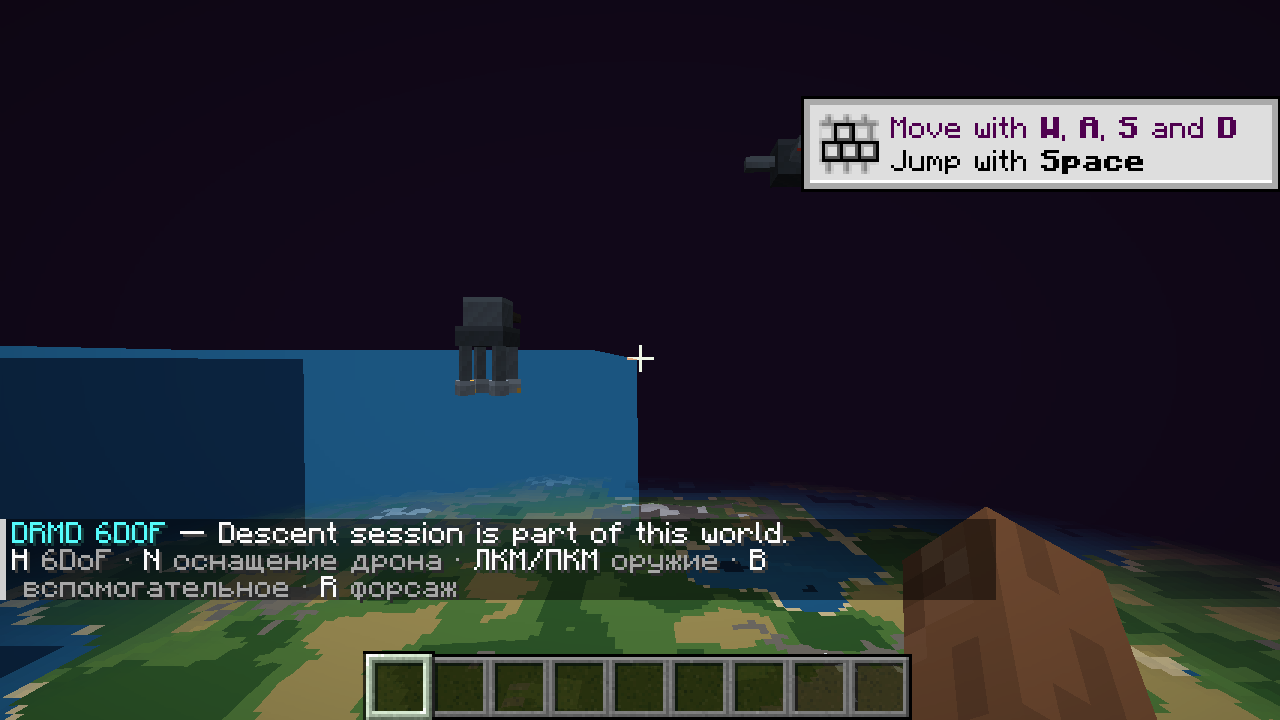 Move with W, A, S and D
Jump with Space
DRMD 6DOF — Descent session is part of this world.
H 6DoF · N оснащение дрона · ЛКМ/ПКМ оружие · B
вспомогательное · R форсаж